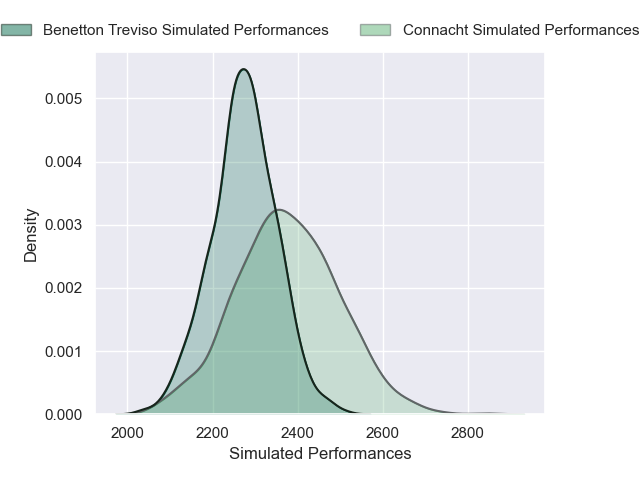 Benetton Treviso Simulated Performances
Connacht Simulated Performances
0.005
0.004
0.003
0.002
0.001
0.000
Density
2000
2200
2400
2600
2800
Simulated Performances